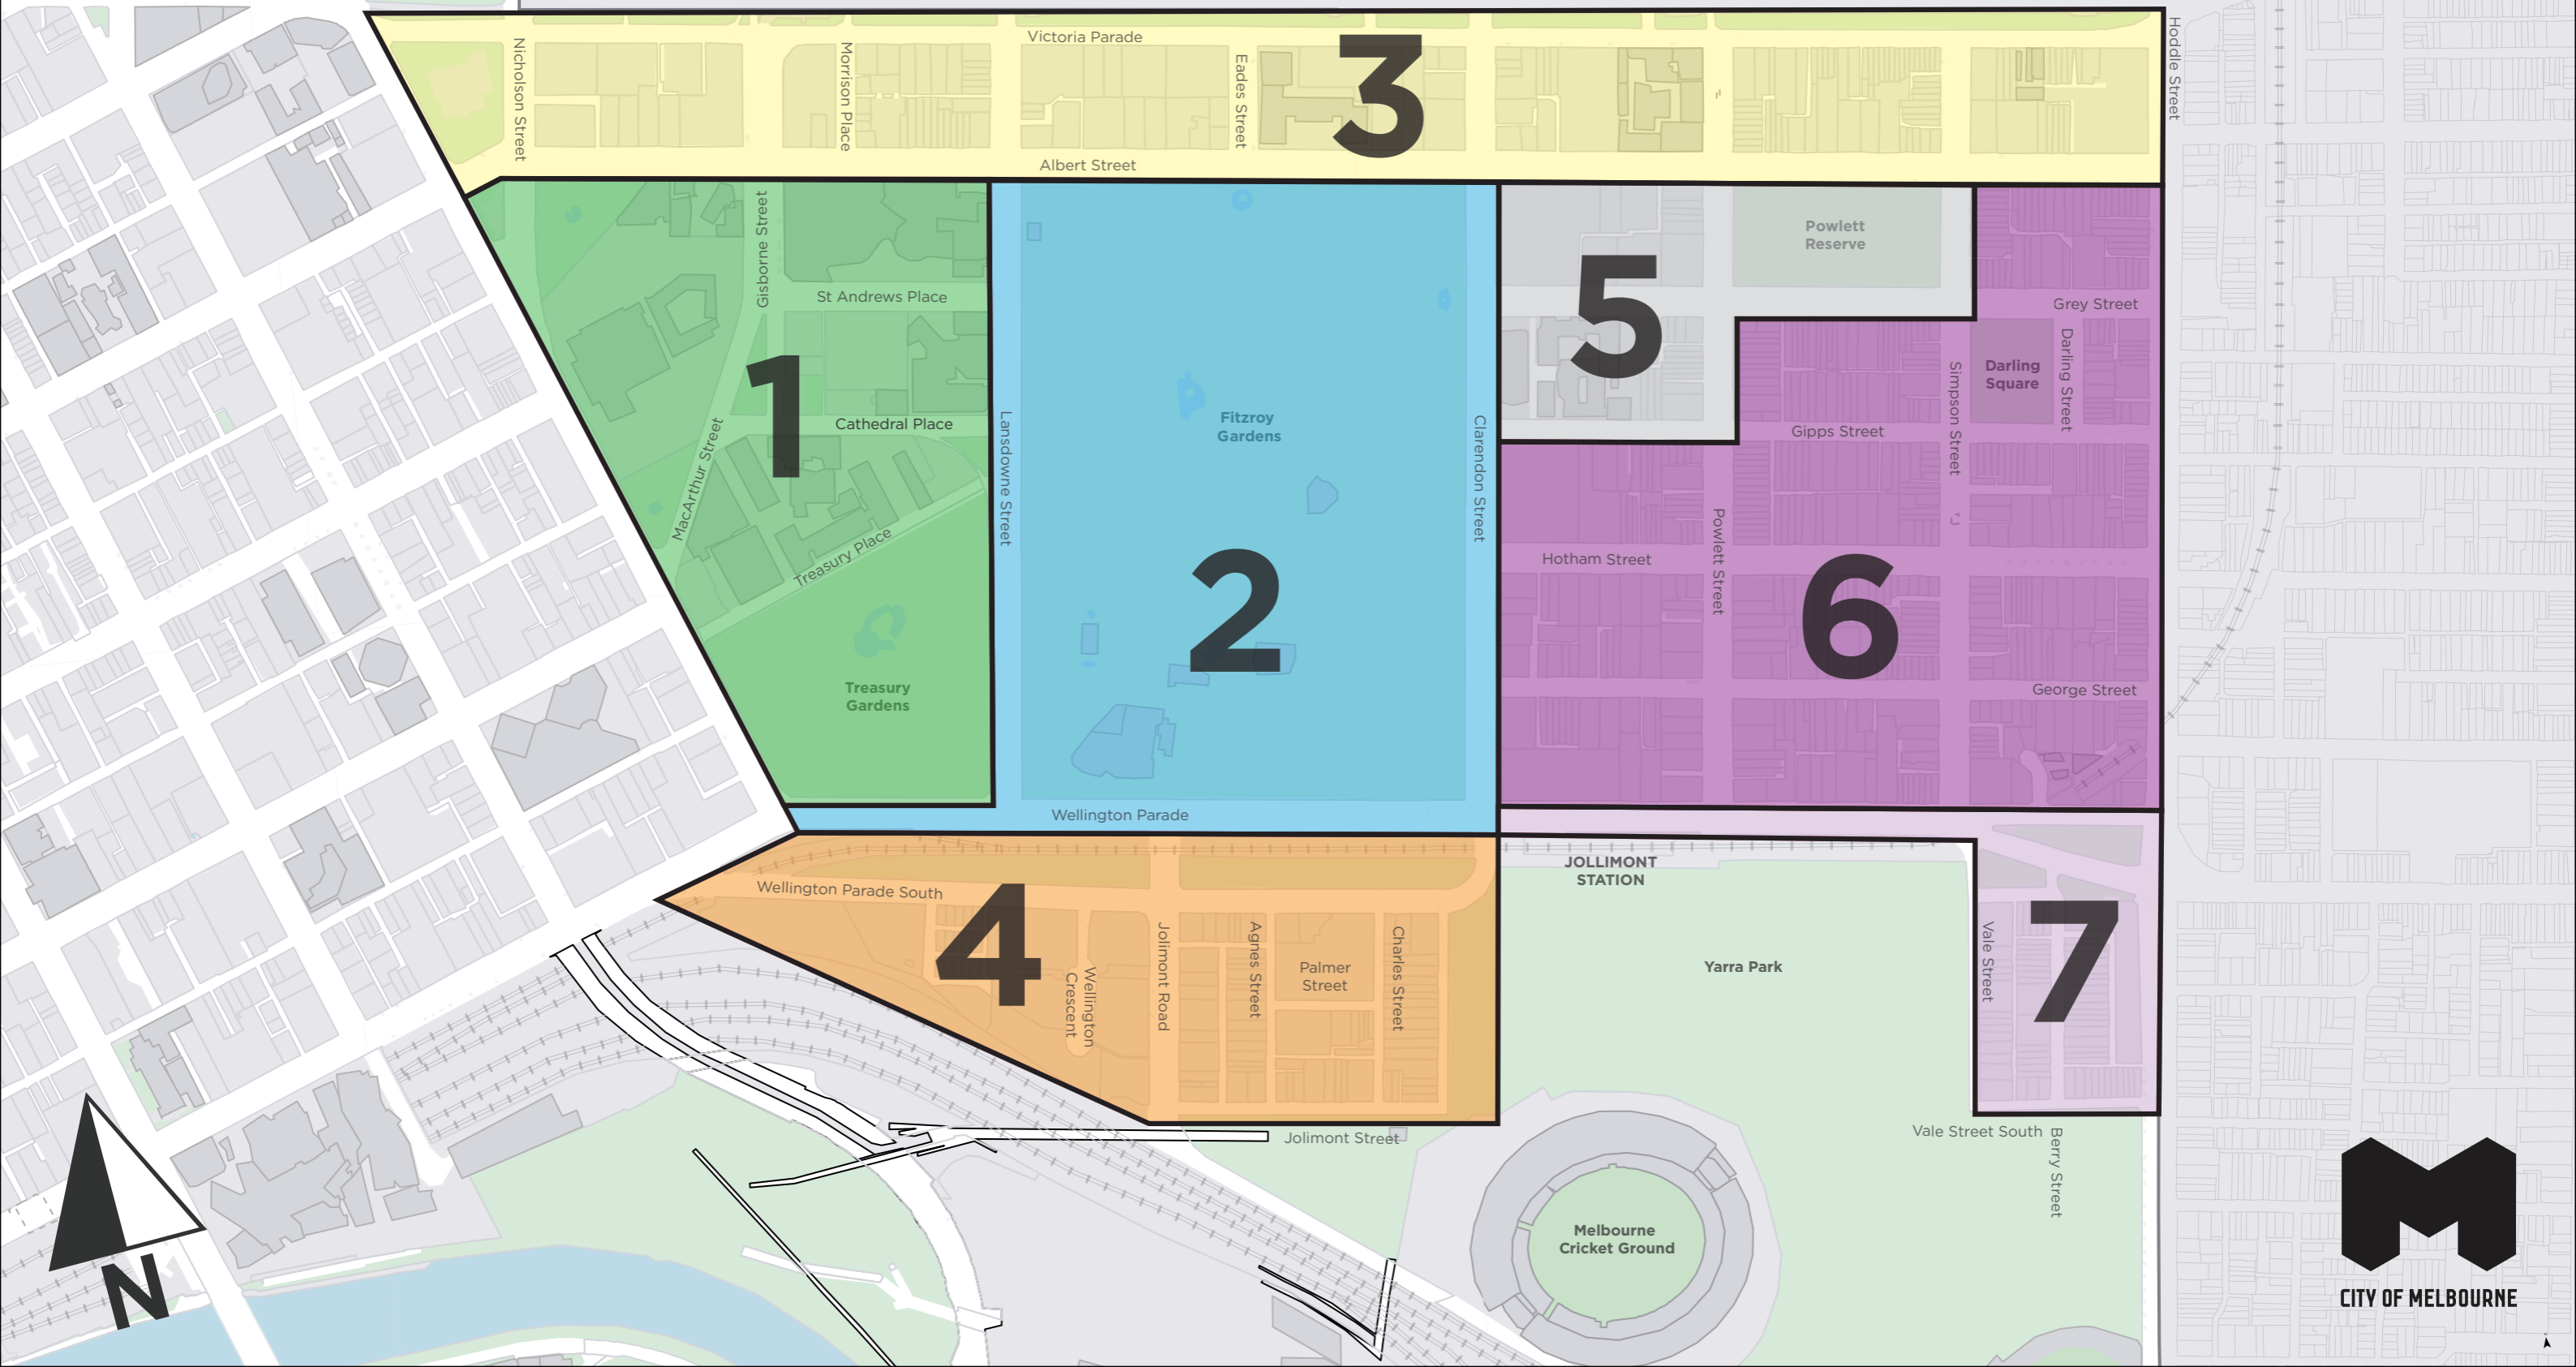 Victoria Parade
Hoddle Street
Nicholson Street
Morrison Place
Eades Street
3
Albert Street
Gisborne Street
St Andrews Place
1
Cathedral Place
MacArthur Street
Treasury Place
Treasury
Gardens
Lansdowne Street
Fitzroy
Gardens
2
Clarendon Street
Wellington Parade
5
Powlett
Reserve
Grey Street
Darling
Square
Darling Street
Simpson Street
Gipps Street
Hotham Street
Powlett Street
6
George Street
Wellington Parade South
4
Wellington
Crescent
Jolimont Road
Agnes Street
Palmer
Street
Charles Street
Jolimont Street
JOLLIMONT
STATION
Yarra Park
Vale Street
7
Vale Street South
Berry Street
Melbourne
Cricket Ground
N
CITY OF MELBOURNE